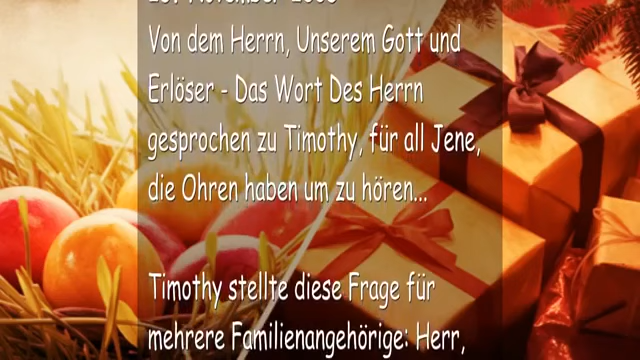 Von dem Herrn, Unserem Gott und
Erlöser - Das Wort Des Herrn
gesprochen zu Timothy, für all Jene,
die Ohren haben um zu hören...
Timothy stellte diese Frage für
mehrere Familienangehörige: Herr,